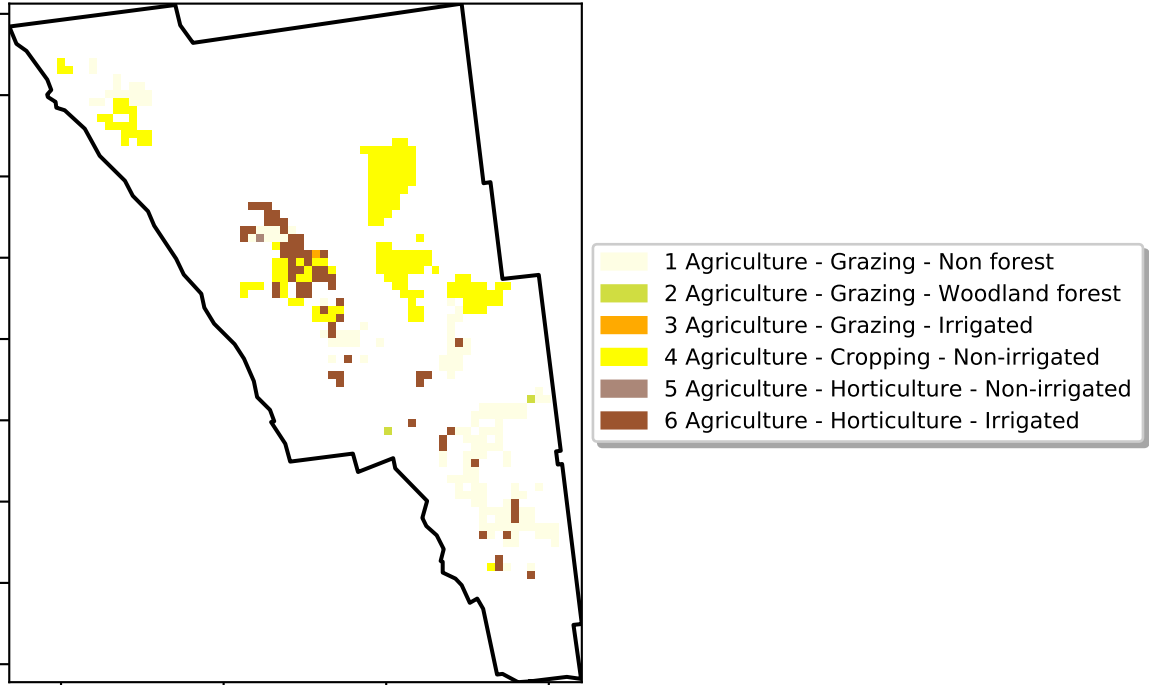 1 Agriculture - Grazing - Non forest
2 Agriculture - Grazing - Woodland forest
3 Agriculture - Grazing - Irrigated
4 Agriculture - Cropping - Non-irrigated
5 Agriculture - Horticulture - Non-irrigated
6 Agriculture - Horticulture - Irrigated